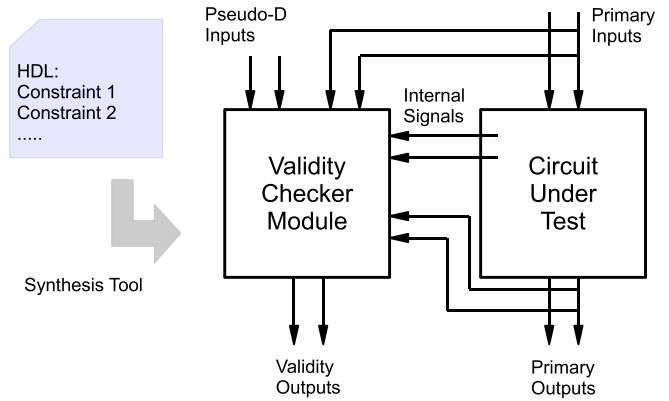 Pseudo-D
Inputs
Primary
Inputs
HDL:
Constraint 1
Constraint 2
.....
Internal
Signals
Validity
Checker
Module
Circuit
Under
Test
Synthesis Tool
Validity
Outputs
Primary
Outputs